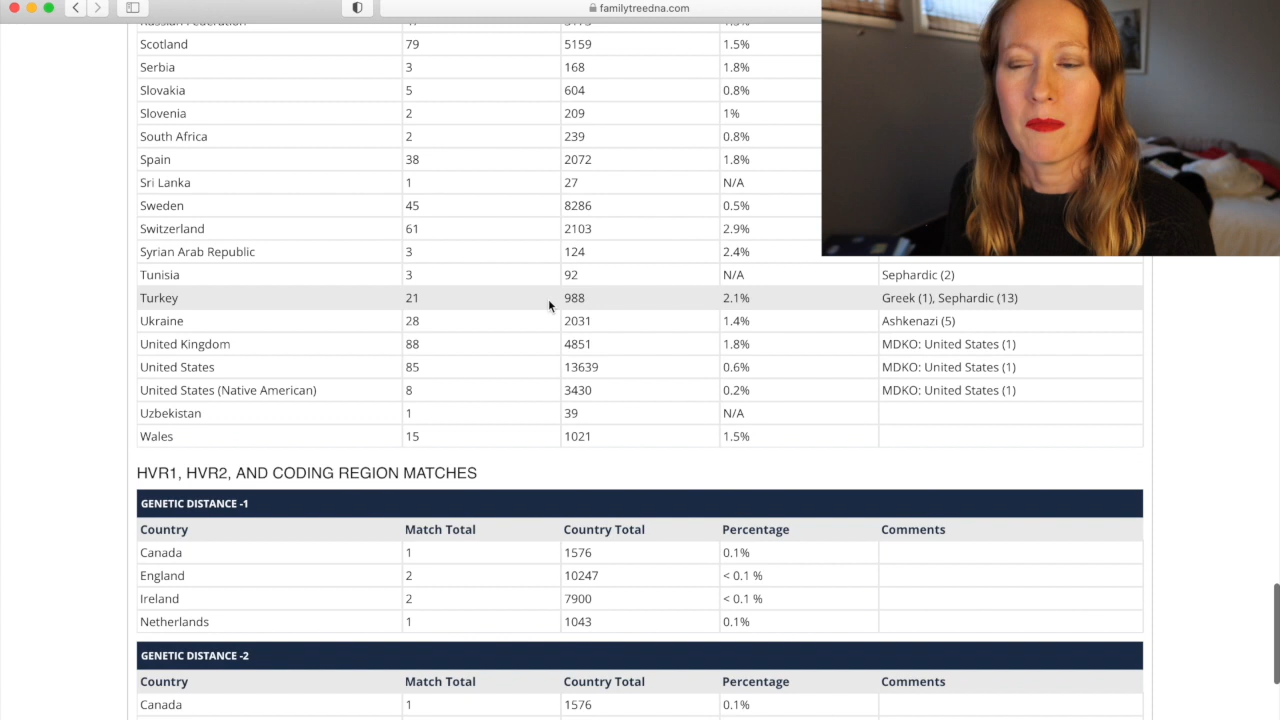 familytreedna.com
Scotland 79 5159 1.5%
Serbia 3 168 1.8%
Slovakia 5 604 0.8%
Slovenia 2 209 1%
South Africa 2 239 0.8%
Spain 38 2072 1.8%
Sri Lanka 1 27 N/A
Sweden 45 8286 0.5%
Switzerland 61 2103 2.9%
Syrian Arab Republic 3 124 2.4%
Tunisia 3 92 N/A Sephardic (2)
Turkey 21 988 2.1% Greek (1), Sephardic (13)
Ukraine 28 2031 1.4% Ashkenazi (5)
United Kingdom 88 4851 1.8% MDKO: United States (1)
United States 85 13639 0.6% MDKO: United States (1)
United States (Native American) 8 3430 0.2% MDKO: United States (1)
Uzbekistan 1 39 N/A
Wales 15 1021 1.5%
HVR1, HVR2, AND CODING REGION MATCHES
GENETIC DISTANCE -1
Country Match Total Country Total Percentage Comments
Canada 1 1576 0.1%
England 2 10247 < 0.1 %
Ireland 2 7900 < 0.1 %
Netherlands 1 1043 0.1%
GENETIC DISTANCE -2
Country Match Total Country Total Percentage Comments
Canada 1 1576 0.1%